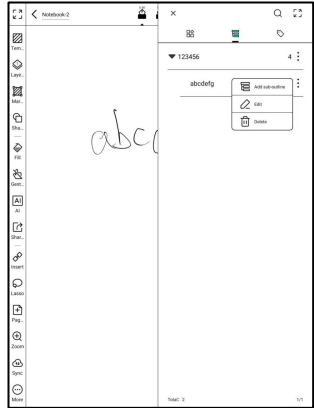 Notebook-2
Tem...
Laye...
Mar...
Sha...
Fill
Gest...
AI
AI
Shar...
Insert
Lasso
Pag...
Zoom
Sync
More
abc
123456
4
abcdefg
Add sub-outline
Edit
Delete
Total: 2
1/1